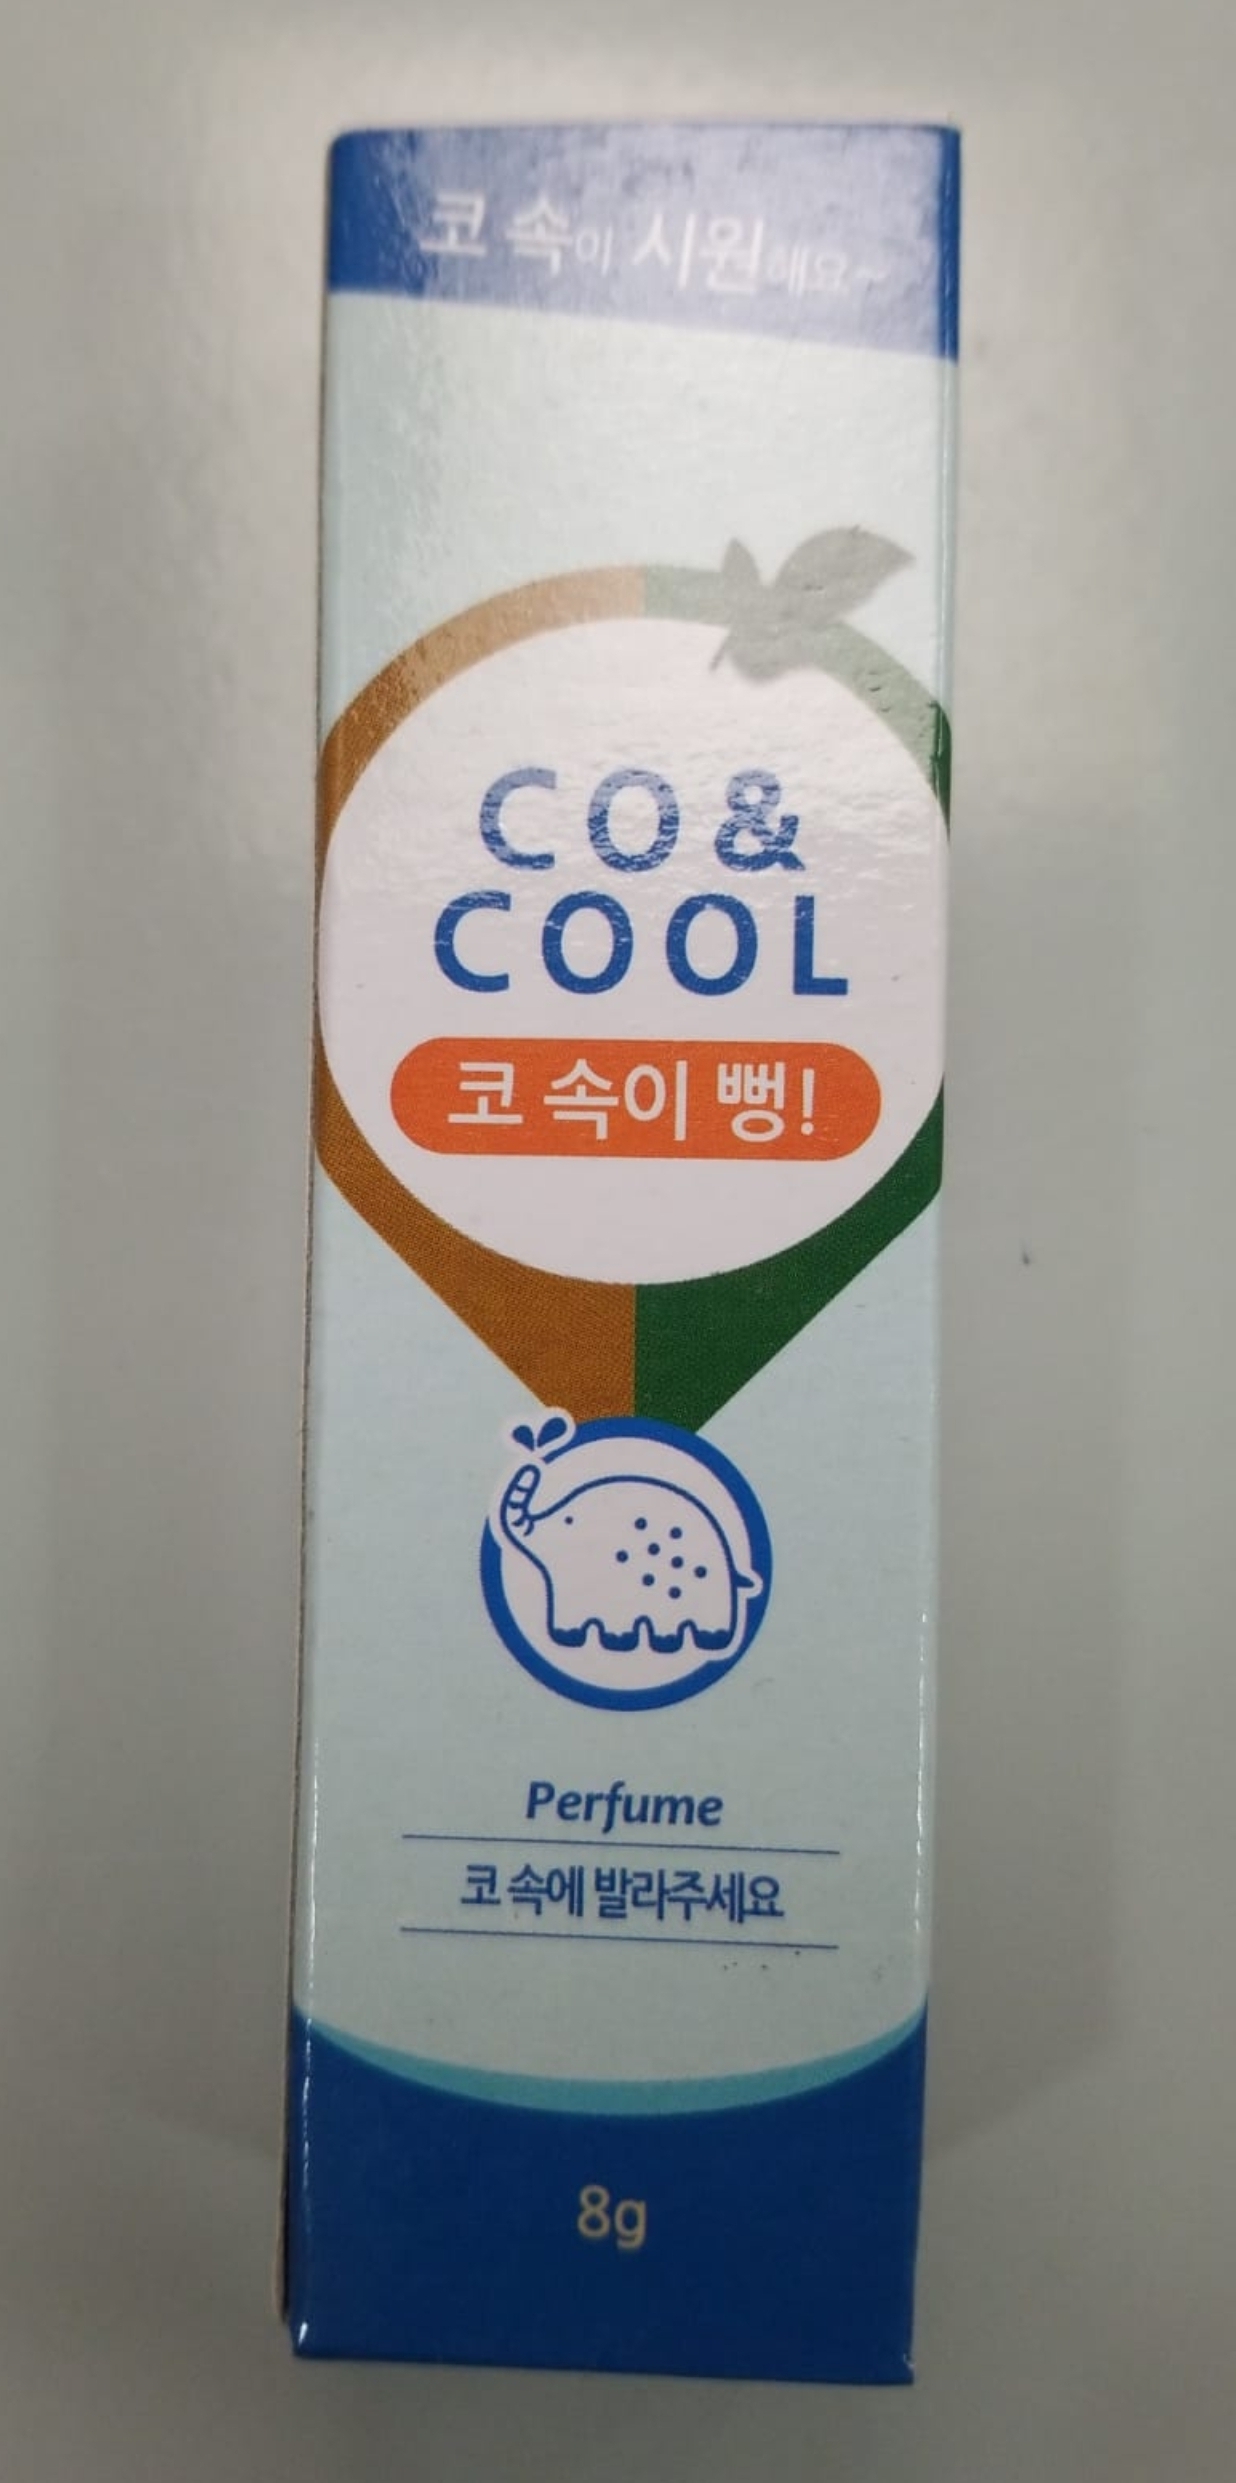 코 속이 시원해요~
CO&
COOL
코 속이 뻥!
Perfume
코 속에 발라주세요
8g